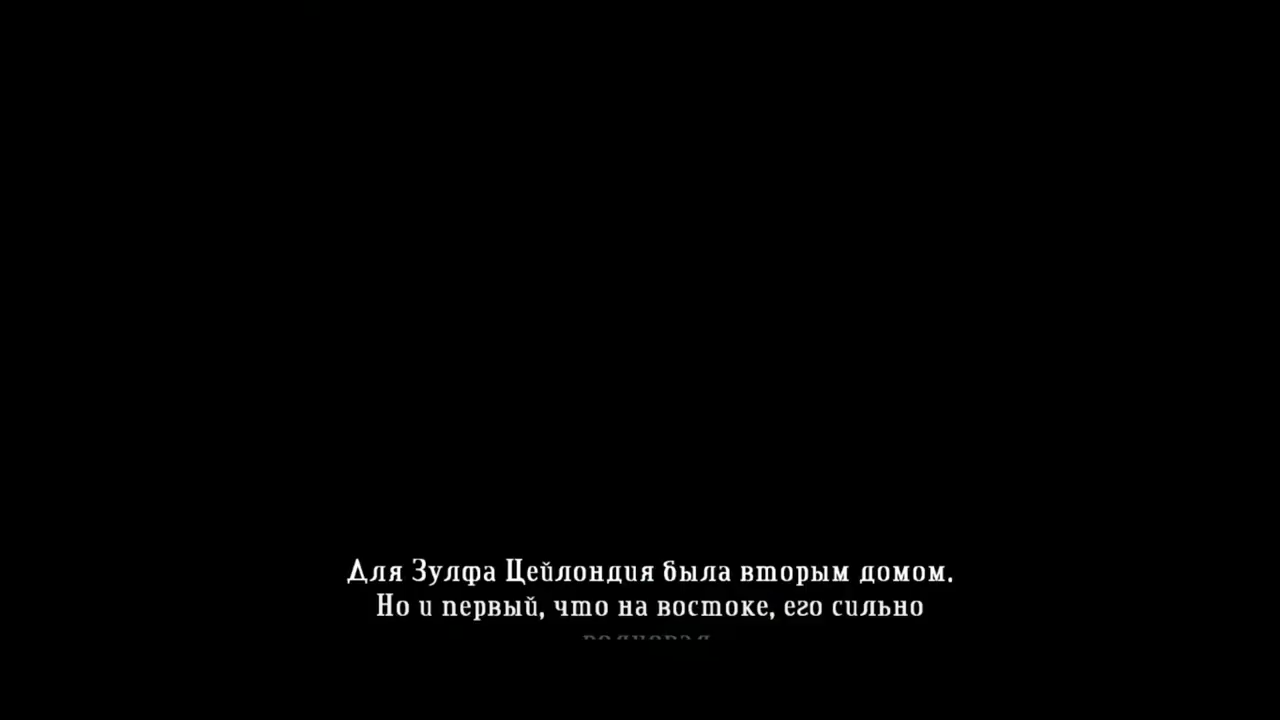 Для Зулфа Цейлондия была вторым домом.
Но и первый, что на востоке, его сильно